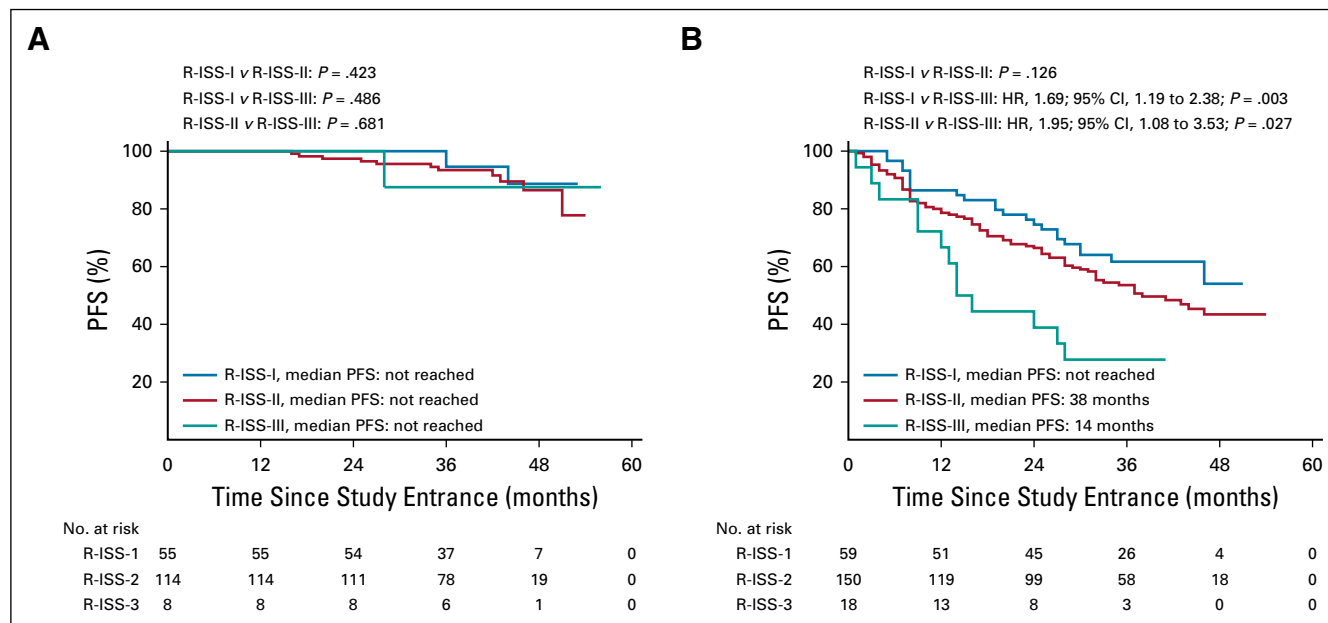 A
R-ISS-I v R-ISS-II: P = .423
R-ISS-I v R-ISS-III: P = .486
R-ISS-II v R-ISS-III: P = .681
100
80
60
40
20
PFS (%)
R-ISS-I, median PFS: not reached
R-ISS-II, median PFS: not reached
R-ISS-III, median PFS: not reached
0 12 24 36 48 60
Time Since Study Entrance (months)
No. at risk
R-ISS-1 55 55 54 37 7 0
R-ISS-2 114 114 111 78 19 0
R-ISS-3 8 8 8 6 1 0
B
R-ISS-I v R-ISS-II: P = .126
R-ISS-I v R-ISS-III: HR, 1.69; 95% CI, 1.19 to 2.38; P = .003
R-ISS-II v R-ISS-III: HR, 1.95; 95% CI, 1.08 to 3.53; P = .027
100
80
60
40
20
PFS (%)
R-ISS-I, median PFS: not reached
R-ISS-II, median PFS: 38 months
R-ISS-III, median PFS: 14 months
0 12 24 36 48 60
Time Since Study Entrance (months)
No. at risk
R-ISS-1 59 51 45 26 4 0
R-ISS-2 150 119 99 58 18 0
R-ISS-3 18 13 8 3 0 0